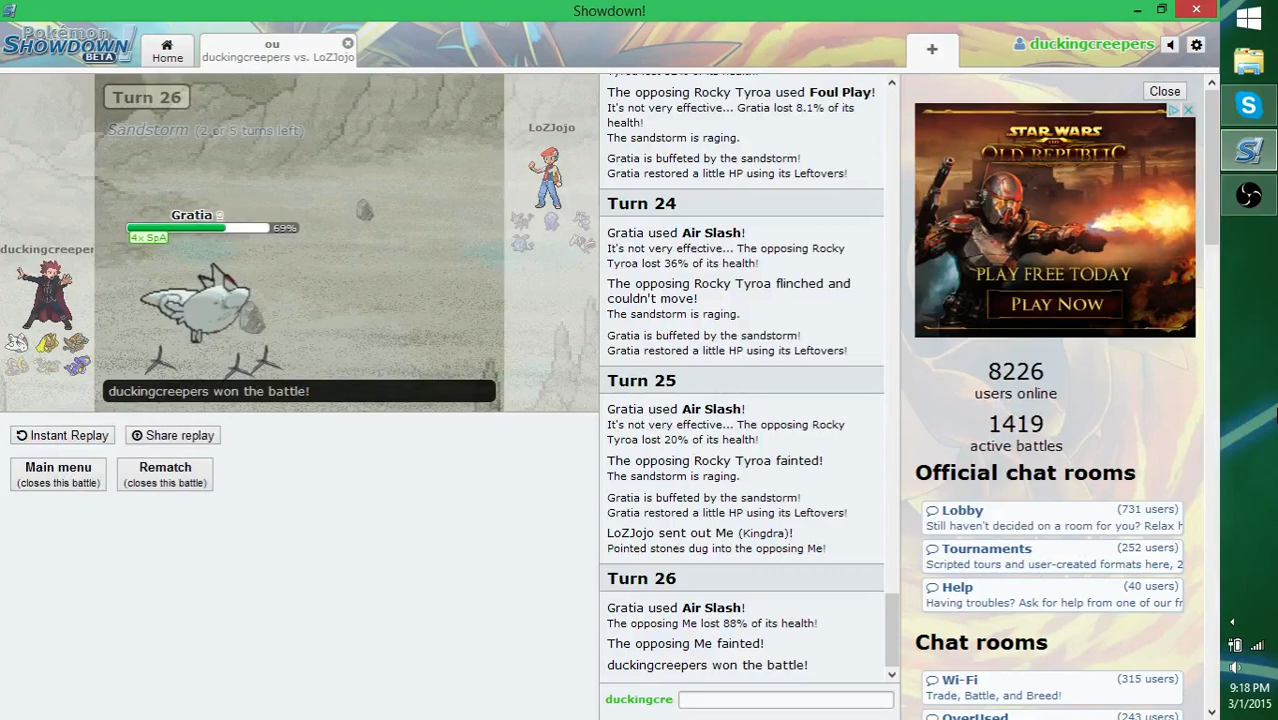 Showdown!
Pokémon
SHOWDOWN!
BETA
Home
ou
duckingcreepers vs. LoZJojo
+
duckingcreepers
Turn 26
Sandstorm (2 or 5 turns left)
LoZJojo
Gratia
69%
4x SpA
duckingcreeper
duckingcreepers won the battle!
Instant Replay
Share replay
Main menu
(closes this battle)
Rematch
(closes this battle)
The opposing Rocky Tyroa used Foul Play!
It's not very effective... Gratia lost 8.1% of its
health!
The sandstorm is raging.
Gratia is buffeted by the sandstorm!
Gratia restored a little HP using its Leftovers!
Turn 24
Gratia used Air Slash!
It's not very effective... The opposing Rocky
Tyroa lost 36% of its health!
The opposing Rocky Tyroa flinched and
couldn't move!
The sandstorm is raging.
Gratia is buffeted by the sandstorm!
Gratia restored a little HP using its Leftovers!
Turn 25
Gratia used Air Slash!
It's not very effective... The opposing Rocky
Tyroa lost 20% of its health!
The opposing Rocky Tyroa fainted!
The sandstorm is raging.
Gratia is buffeted by the sandstorm!
Gratia restored a little HP using its Leftovers!
LoZJojo sent out Me (Kingdra)!
Pointed stones dug into the opposing Me!
Turn 26
Gratia used Air Slash!
The opposing Me lost 88% of its health!
The opposing Me fainted!
duckingcreepers won the battle!
duckingcre
Close
STAR WARS
THE
OLD REPUBLIC
PLAY FREE TODAY
PLAY NOW
8226
users online
1419
active battles
Official chat rooms
Lobby (731 users)
Still haven't decided on a room for you? Relax h
Tournaments (252 users)
Scripted tours and user-created formats here, 2
Help (40 users)
Having troubles? Ask for help from one of our fr
Chat rooms
Wi-Fi (315 users)
Trade, Battle, and Breed!
OverUsed (243 users)
9:18 PM
3/1/2015